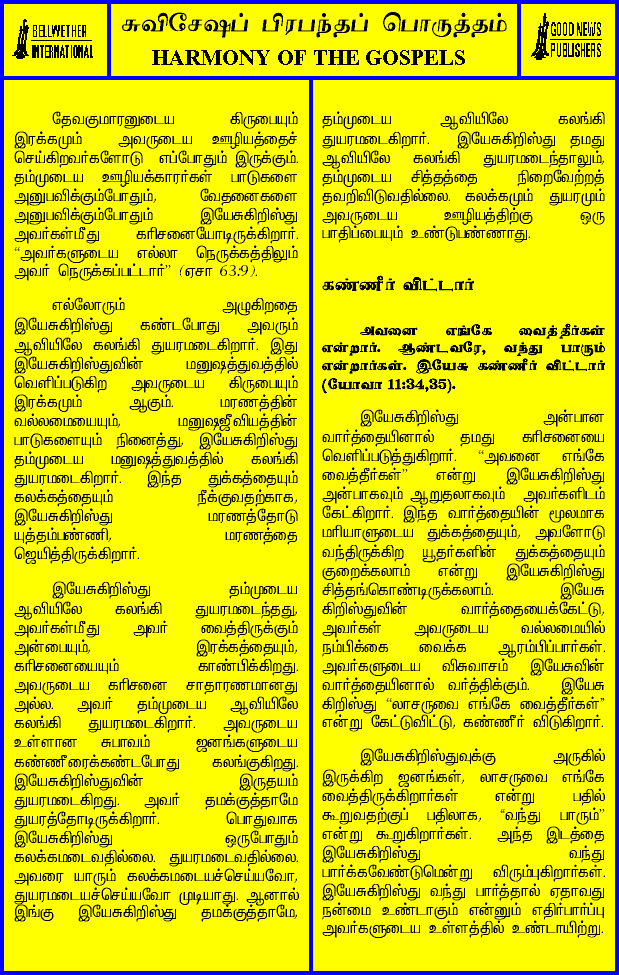 BELLWETHER
INTERNATIONAL
சுவிசேஷப் பிரபந்தப் பொருத்தம்
HARMONY OF THE GOSPELS
GOOD NEWS
PUBLISHERS
தேவகுமாரனுடைய கிருபையும்
இரக்கமும் அவருடைய ஊழியத்தைச்
செய்கிறவர்களோடு எப்போதும் இருக்கும்.
தம்முடைய ஊழியக்காரர்கள் பாடுகளை
அனுபவிக்கும்போதும், வேதனைகளை
அனுபவிக்கும்போதும் இயேசுகிறிஸ்து
அவர்கள்மீது கரிசனையோடிருக்கிறார்.
“அவர்களுடைய எல்லா நெருக்கத்திலும்
அவர் நெருக்கப்பட்டார்” (ஏசா 63:9).
எல்லோரும் அழுகிறதை
இயேசுகிறிஸ்து கண்டபோது அவரும்
ஆவியிலே கலங்கி துயரமடைகிறார். இது
இயேசுகிறிஸ்துவின் மனுஷத்துவத்தில்
வெளிப்படுகிற அவருடைய கிருபையும்
இரக்கமும் ஆகும். மரணத்தின்
வல்லமையையும், மனுஷஜீவியத்தின்
பாடுகளையும் நினைத்து, இயேசுகிறிஸ்து
தம்முடைய மனுஷத்துவத்தில் கலங்கி
துயரமடைகிறார். இந்த துக்கத்தையும்
கலக்கத்தையும் நீக்குவதற்காக,
இயேசுகிறிஸ்து மரணத்தோடு
யுத்தம்பண்ணி, மரணத்தை
ஜெயித்திருக்கிறார்.
இயேசுகிறிஸ்து தம்முடைய
ஆவியிலே கலங்கி துயரமடைந்தது,
அவர்கள்மீது அவர் வைத்திருக்கும்
அன்பையும், இரக்கத்தையும்,
கரிசனையையும் காண்பிக்கிறது.
அவருடைய கரிசனை சாதாரணமானது
அல்ல. அவர் தம்முடைய ஆவியிலே
கலங்கி துயரமடைகிறார். அவருடைய
உள்ளான சுபாவம் ஜனங்களுடைய
கண்ணீரைக்கண்டபோது கலங்குகிறது.
இயேசுகிறிஸ்துவின் இருதயம்
துயரமடைகிறது. அவர் தமக்குத்தாமே
துயரத்தோடிருக்கிறார். பொதுவாக
இயேசுகிறிஸ்து ஒருபோதும்
கலக்கமடைவதில்லை. துயரமடைவதில்லை.
அவரை யாரும் கலக்கமடையச்செய்யவோ,
துயரமடையச்செய்யவோ முடியாது. ஆனால்
இங்கு இயேசுகிறிஸ்து தமக்குத்தாமே,
தம்முடைய ஆவியிலே கலங்கி
துயரமடைகிறார். இயேசுகிறிஸ்து தமது
ஆவியிலே கலங்கி துயரமடைந்தாலும்,
தம்முடைய சித்தத்தை நிறைவேற்றத்
தவறிவிடுவதில்லை. கலக்கமும் துயரமும்
அவருடைய ஊழியத்திற்கு ஒரு
பாதிப்பையும் உண்டுபண்ணாது.
கண்ணீர் விட்டார்
அவனை எங்கே வைத்தீர்கள்
என்றார். ஆண்டவரே, வந்து பாரும்
என்றார்கள். இயேசு கண்ணீர் விட்டார்
(யோவா 11:34,35).
இயேசுகிறிஸ்து அன்பான
வார்த்தையினால் தமது கரிசனையை
வெளிப்படுத்துகிறார். “அவனை எங்கே
வைத்தீர்கள்” என்று இயேசுகிறிஸ்து
அன்பாகவும் ஆறுதலாகவும் அவர்களிடம்
கேட்கிறார். இந்த வார்த்தையின் மூலமாக
மரியாளுடைய துக்கத்தையும், அவளோடு
வந்திருக்கிற யூதர்களின் துக்கத்தையும்
குறைக்கலாம் என்று இயேசுகிறிஸ்து
சித்தங்கொண்டிருக்கலாம். இயேசு
கிறிஸ்துவின் வார்த்தையைக்கேட்டு,
அவர்கள் அவருடைய வல்லமையில்
நம்பிக்கை வைக்க ஆரம்பிப்பார்கள்.
அவர்களுடைய விசுவாசம் இயேசுவின்
வார்த்தையினால் வர்த்திக்கும். இயேசு
கிறிஸ்து “லாசருவை எங்கே வைத்தீர்கள்”
என்று கேட்டுவிட்டு, கண்ணீர் விடுகிறார்.
இயேசுகிறிஸ்துவுக்கு அருகில்
இருக்கிற ஜனங்கள், லாசருவை எங்கே
வைத்திருக்கிறார்கள் என்று பதில்
கூறுவதற்குப் பதிலாக, “வந்து பாரும்”
என்று கூறுகிறார்கள். அந்த இடத்தை
இயேசுகிறிஸ்து வந்து
பார்க்கவேண்டுமென்று விரும்புகிறார்கள்.
இயேசுகிறிஸ்து வந்து பார்த்தால் ஏதாவது
நன்மை உண்டாகும் என்னும் எதிர்பார்ப்பு
அவர்களுடைய உள்ளத்தில் உண்டாயிற்று.